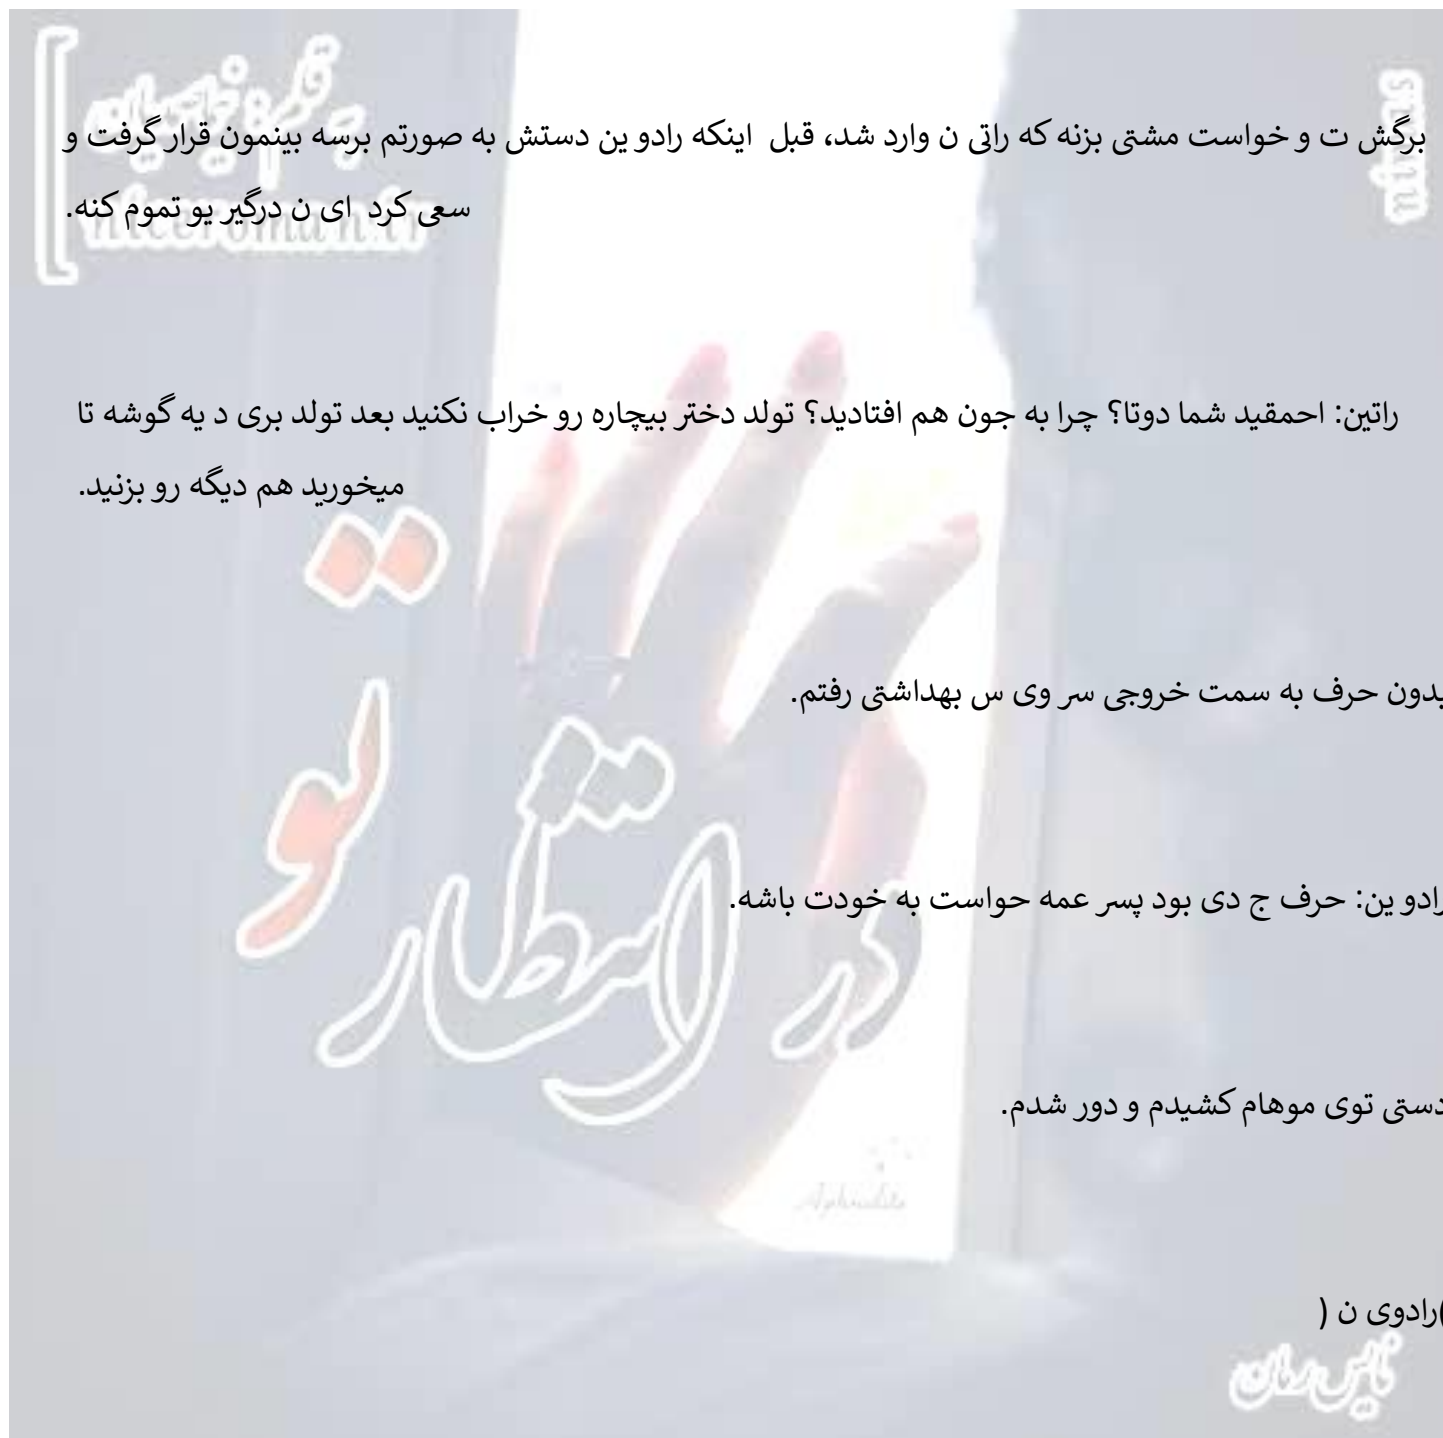 برگش ت و خواست مشتی بزنه که راتی ن وارد شد، قبل اینکه رادو ین دستش به صورتم برسه بینمون قرار گرفت و
سعی کرد ای ن درگیر یو تموم کنه.
راتین: احمقید شما دوتا؟ چرا به جون هم افتادید؟ تولد دختر بیچاره رو خراب نکنید بعد تولد بری د یه گوشه تا
میخورید هم دیگه رو بزنید.
بدون حرف به سمت خروجی سر وی س بهداشتی رفتم.
رادو ین: حرف ج دی بود پسر عمه حواست به خودت باشه.
در انتظار تو
دستی توی موهام کشیدم و دور شدم.
Aphrodite
)رادوی ن (
نایس رمان